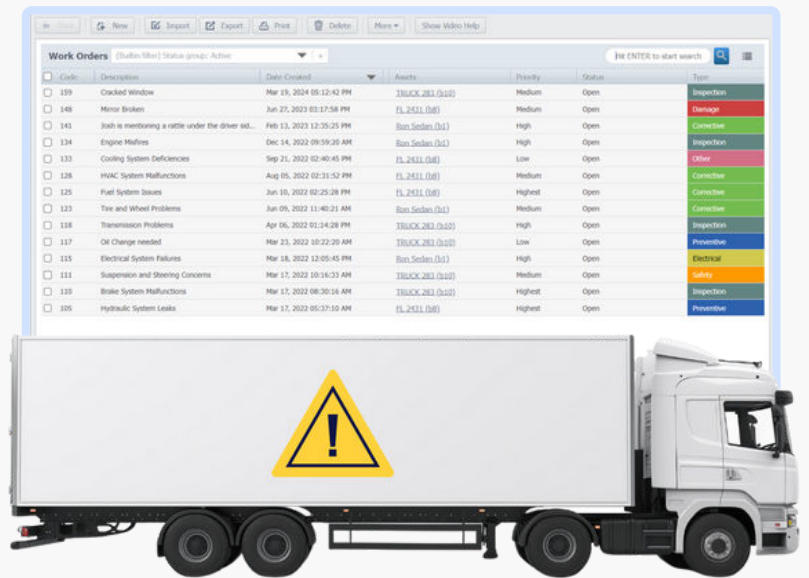 Back New Import Export Print Delete More Show Video Help
Work Orders (Builtin filter) Status group: Active Hit ENTER to start search
Code Description Date Created Assets Priority Status Type
159 Cracked Window Mar 19, 2024 05:12:42 PM TRUCK 283 (b10) Medium Open Inspection
148 Mirror Broken Jun 27, 2023 03:17:58 PM FL 2431 (b8) Medium Open Damage
141 Josh is mentioning a rattle under the driver sid... Feb 13, 2023 12:35:25 PM Ron Sedan (b1) High Open Corrective
134 Engine Misfires Dec 14, 2022 09:59:20 AM Ron Sedan (b1) High Open Inspection
133 Cooling System Deficiencies Sep 21, 2022 02:40:45 PM FL 2431 (b8) Low Open Other
128 HVAC System Malfunctions Aug 05, 2022 02:31:52 PM FL 2431 (b8) Medium Open Corrective
125 Fuel System Issues Jun 10, 2022 02:25:28 PM FL 2431 (b8) Highest Open Corrective
123 Tire and Wheel Problems Jun 09, 2022 11:40:21 AM Ron Sedan (b1) Medium Open Corrective
118 Transmission Problems Apr 06, 2022 01:14:28 PM TRUCK 283 (b10) High Open Inspection
117 Oil Change needed Mar 23, 2022 10:22:20 AM TRUCK 283 (b10) Low Open Preventive
115 Electrical System Failures Mar 18, 2022 12:05:45 PM Ron Sedan (b1) High Open Electrical
111 Suspension and Steering Concerns Mar 17, 2022 10:16:33 AM TRUCK 283 (b10) Medium Open Safety
110 Brake System Malfunctions Mar 17, 2022 08:30:16 AM TRUCK 283 (b10) Highest Open Inspection
105 Hydraulic System Leaks Mar 17, 2022 05:37:10 AM FL 2431 (b8) Highest Open Preventive
!